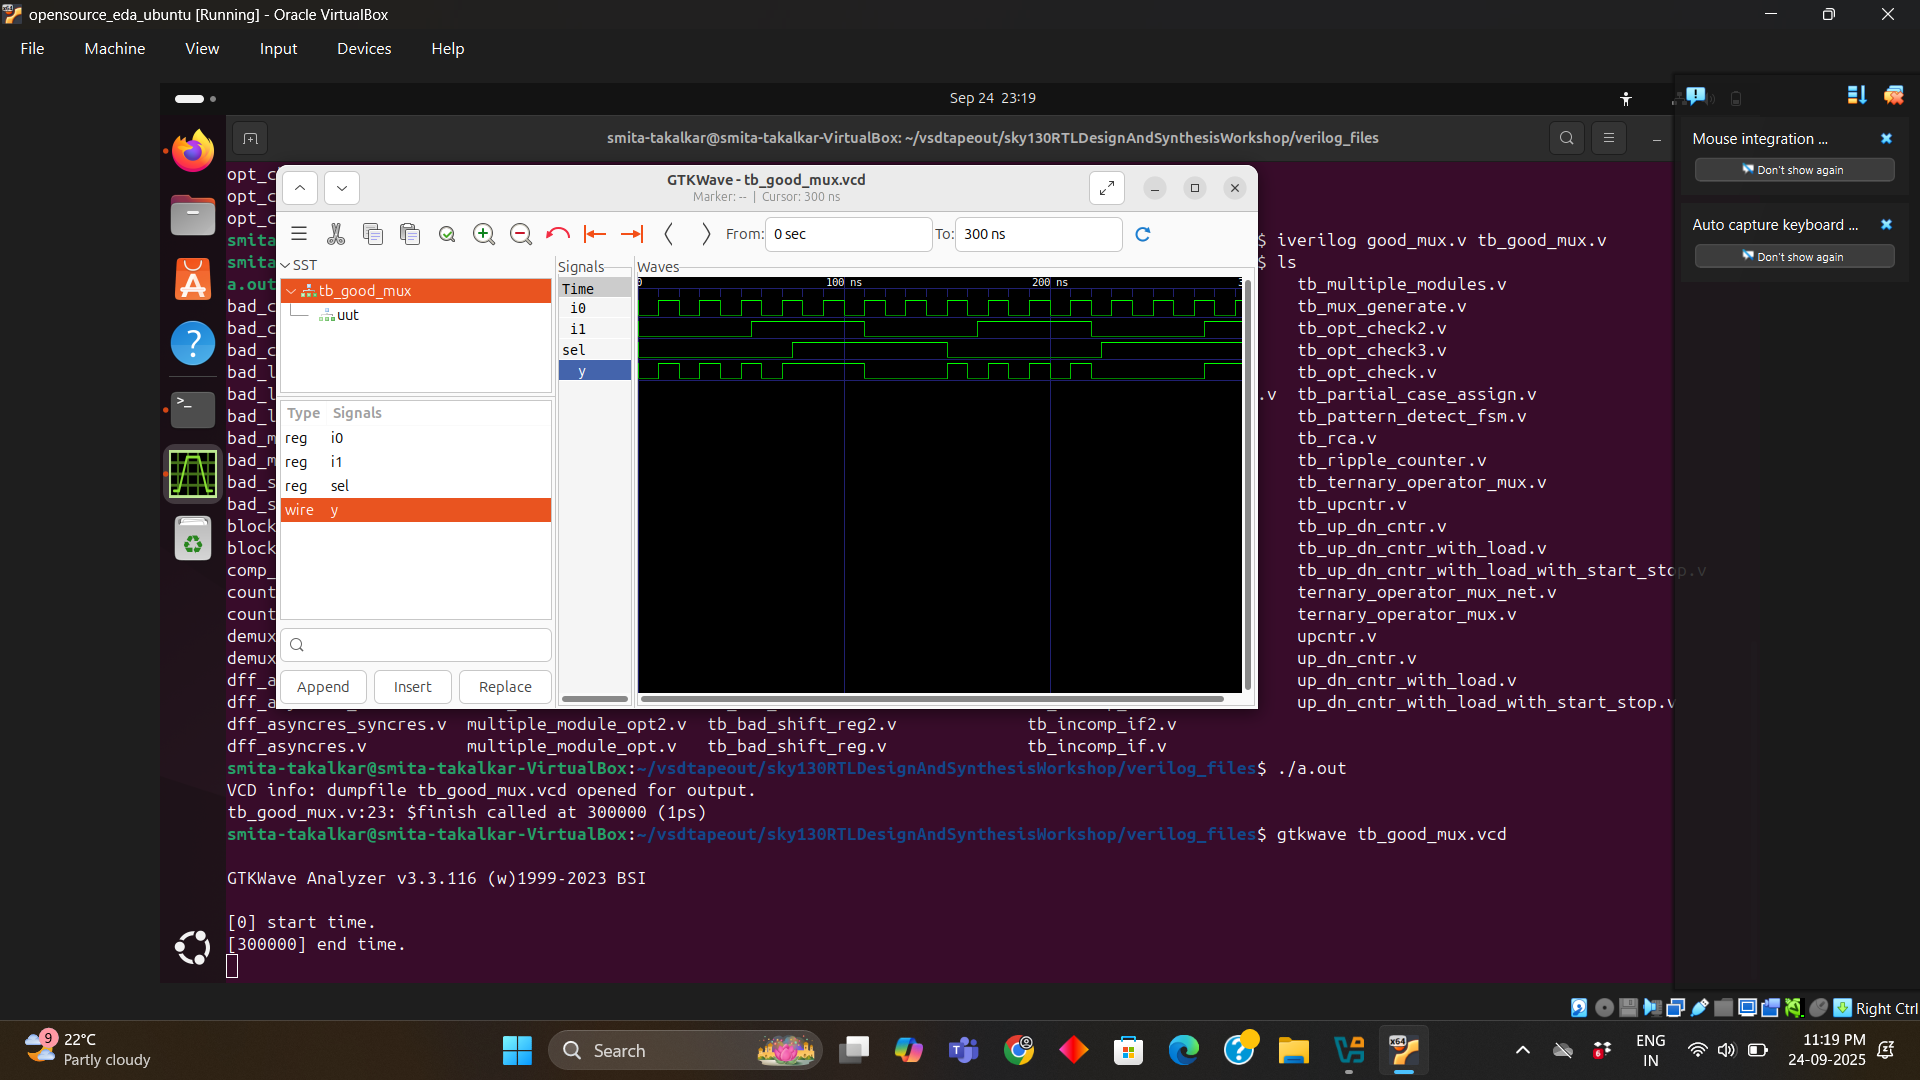 opensource_eda_ubuntu [Running] - Oracle VirtualBox
File Machine View Input Devices Help
Sep 24 23:19
smita-takalkar@smita-takalkar-VirtualBox: ~/vsdtapeout/sky130RTLDesignAndSynthesisWorkshop/verilog_files
Mouse integration ...
Don't show again
Auto capture keyboard ...
Don't show again
GTKWave - tb_good_mux.vcd
Marker: -- | Cursor: 300 ns
From: 0 sec To: 300 ns
SST
tb_good_mux
uut
Type Signals
reg i0
reg i1
reg sel
wire y
Append Insert Replace
Signals
Time
i0
i1
sel
y
Waves
0 100 ns 200 ns 3
opt_c
opt_c
opt_c
smita $ iverilog good_mux.v tb_good_mux.v
smita $ ls
a.out tb_multiple_modules.v
bad_c tb_mux_generate.v
bad_c tb_opt_check2.v
bad_c tb_opt_check3.v
bad_l tb_opt_check.v
bad_l .v tb_partial_case_assign.v
bad_l tb_pattern_detect_fsm.v
bad_m tb_rca.v
bad_m tb_ripple_counter.v
bad_s tb_ternary_operator_mux.v
bad_s tb_upcntr.v
block tb_up_dn_cntr.v
block tb_up_dn_cntr_with_load.v
comp_ tb_up_dn_cntr_with_load_with_start_stop.v
count ternary_operator_mux_net.v
count ternary_operator_mux.v
demux upcntr.v
demux up_dn_cntr.v
dff_a up_dn_cntr_with_load.v
dff_a up_dn_cntr_with_load_with_start_stop.v
dff_asyncres_syncres.v multiple_module_opt2.v tb_bad_shift_reg2.v tb_incomp_if2.v
dff_asyncres.v multiple_module_opt.v tb_bad_shift_reg.v tb_incomp_if.v
smita-takalkar@smita-takalkar-VirtualBox:~/vsdtapeout/sky130RTLDesignAndSynthesisWorkshop/verilog_files$ ./a.out
VCD info: dumpfile tb_good_mux.vcd opened for output.
tb_good_mux.v:23: $finish called at 300000 (1ps)
smita-takalkar@smita-takalkar-VirtualBox:~/vsdtapeout/sky130RTLDesignAndSynthesisWorkshop/verilog_files$ gtkwave tb_good_mux.vcd
GTKWave Analyzer v3.3.116 (w)1999-2023 BSI
[0] start time.
[300000] end time.
Right Ctrl
9
22°C
Partly cloudy
Search
ENG
IN
11:19 PM
24-09-2025